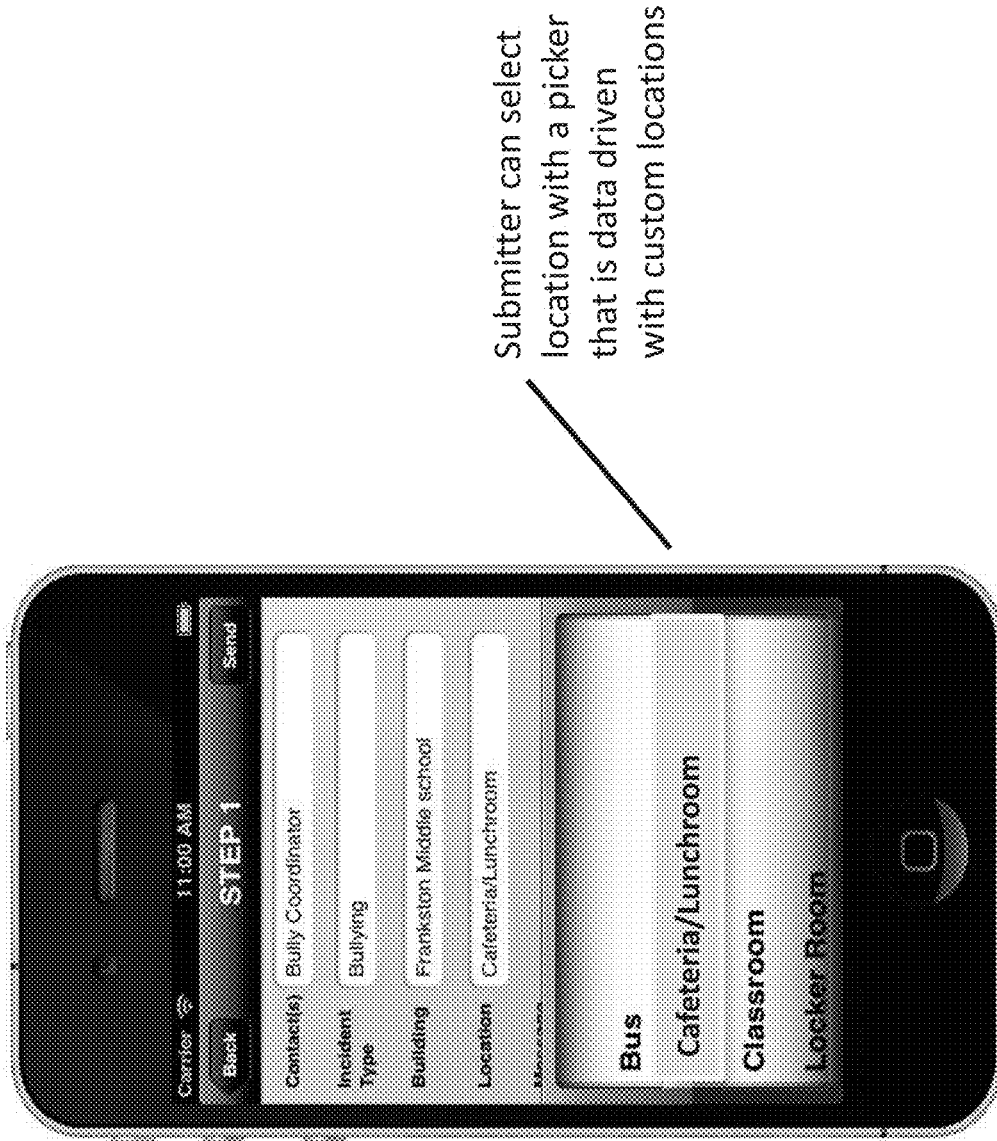 Carrier 11:00 AM
Back STEP 1 Send
Contact(s) Bully Coordinator
Incident
Type Bullying
Building Frankston Middle school
Location Cafeteria/Lunchroom
Message
Bus
Cafeteria/Lunchroom
Classroom
Locker Room
Submitter can select
location with a picker
that is data driven
with custom locations